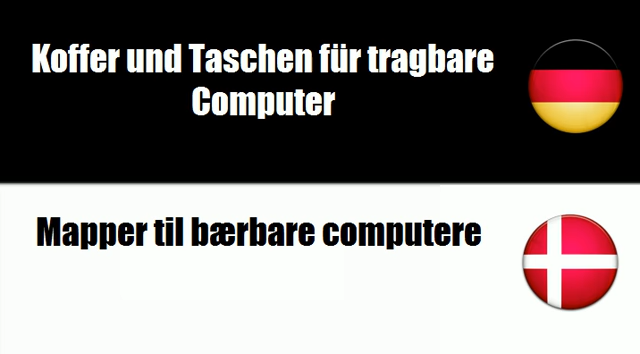 Koffer und Taschen für tragbare
Computer
Mapper til bærbare computere